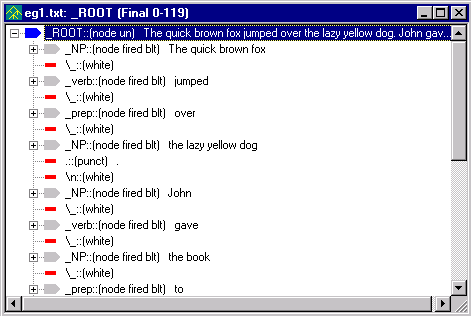 eg1.txt: _ROOT (Final 0-119)
_ROOT::(node un) The quick brown fox jumped over the lazy yellow dog. John gav...
_NP::(node fired blt) The quick brown fox
\_::(white)
_verb::(node fired blt) jumped
\_::(white)
_prep::(node fired blt) over
\_::(white)
_NP::(node fired blt) the lazy yellow dog
.::(punct) .
\n::(white)
_NP::(node fired blt) John
\_::(white)
_verb::(node fired blt) gave
\_::(white)
_NP::(node fired blt) the book
\_::(white)
_prep::(node fired blt) to